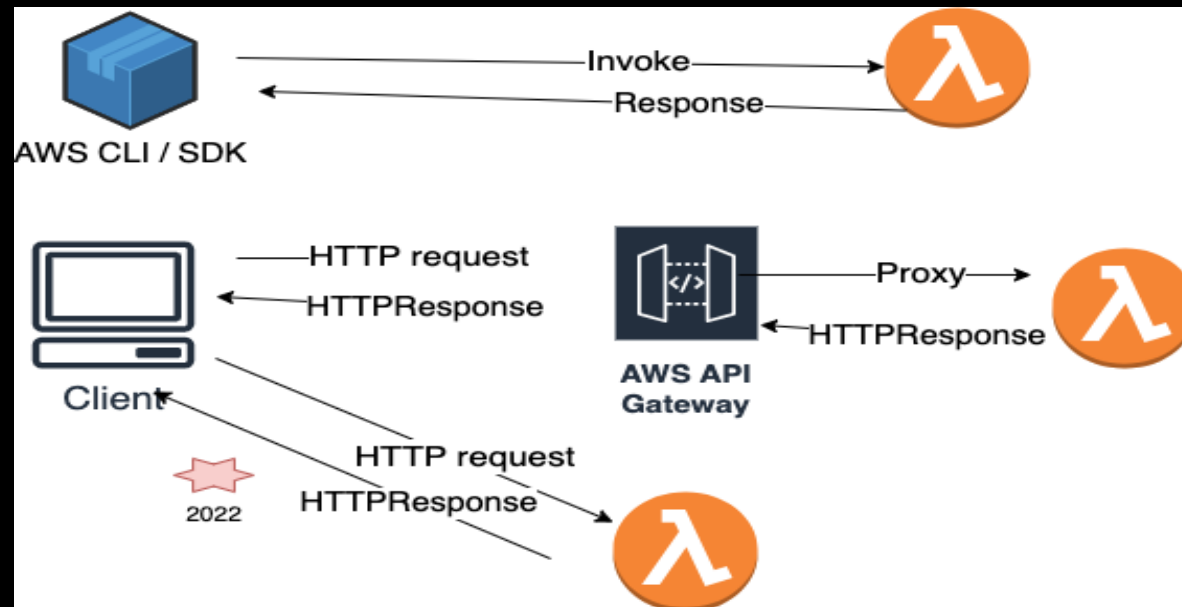 Invoke
Response
AWS CLI / SDK
HTTP request
HTTPResponse
</>
Proxy
HTTPResponse
AWS API
Gateway
Client
HTTP request
HTTPResponse
2022